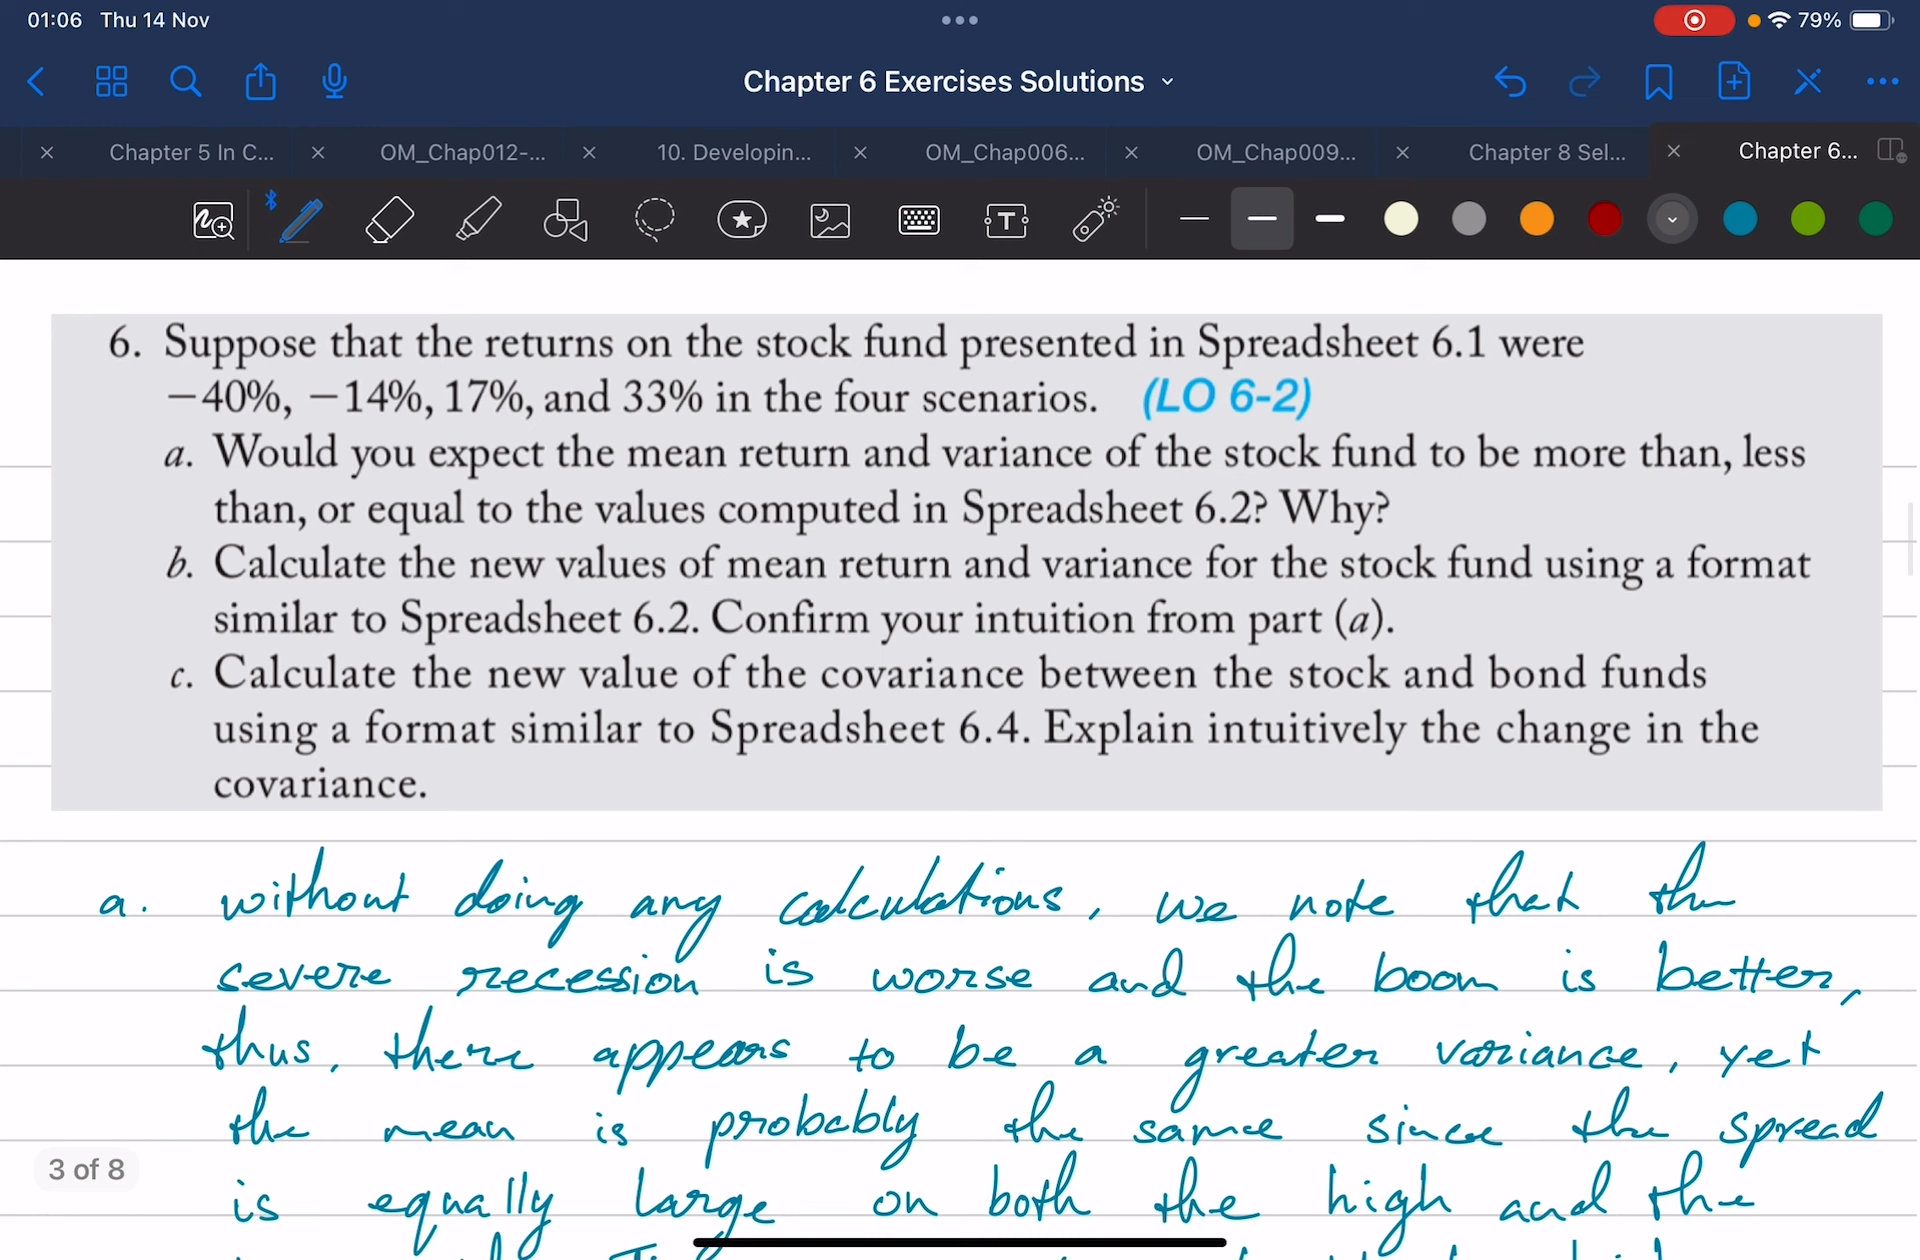 01:06 Thu 14 Nov
79%
Chapter 6 Exercises Solutions
Chapter 5 In C...
OM_Chap012-...
10. Developin...
OM_Chap006...
OM_Chap009...
Chapter 8 Sel...
Chapter 6...
6. Suppose that the returns on the stock fund presented in Spreadsheet 6.1 were
−40%, −14%, 17%, and 33% in the four scenarios. (LO 6-2)
a. Would you expect the mean return and variance of the stock fund to be more than, less
than, or equal to the values computed in Spreadsheet 6.2? Why?
b. Calculate the new values of mean return and variance for the stock fund using a format
similar to Spreadsheet 6.2. Confirm your intuition from part (a).
c. Calculate the new value of the covariance between the stock and bond funds
using a format similar to Spreadsheet 6.4. Explain intuitively the change in the
covariance.
a. without doing any calculations, we note that the
severe recession is worse and the boom is better,
thus, there appears to be a greater variance, yet
the mean is probably the same since the spread
3 of 8
is equally large on both the high and the